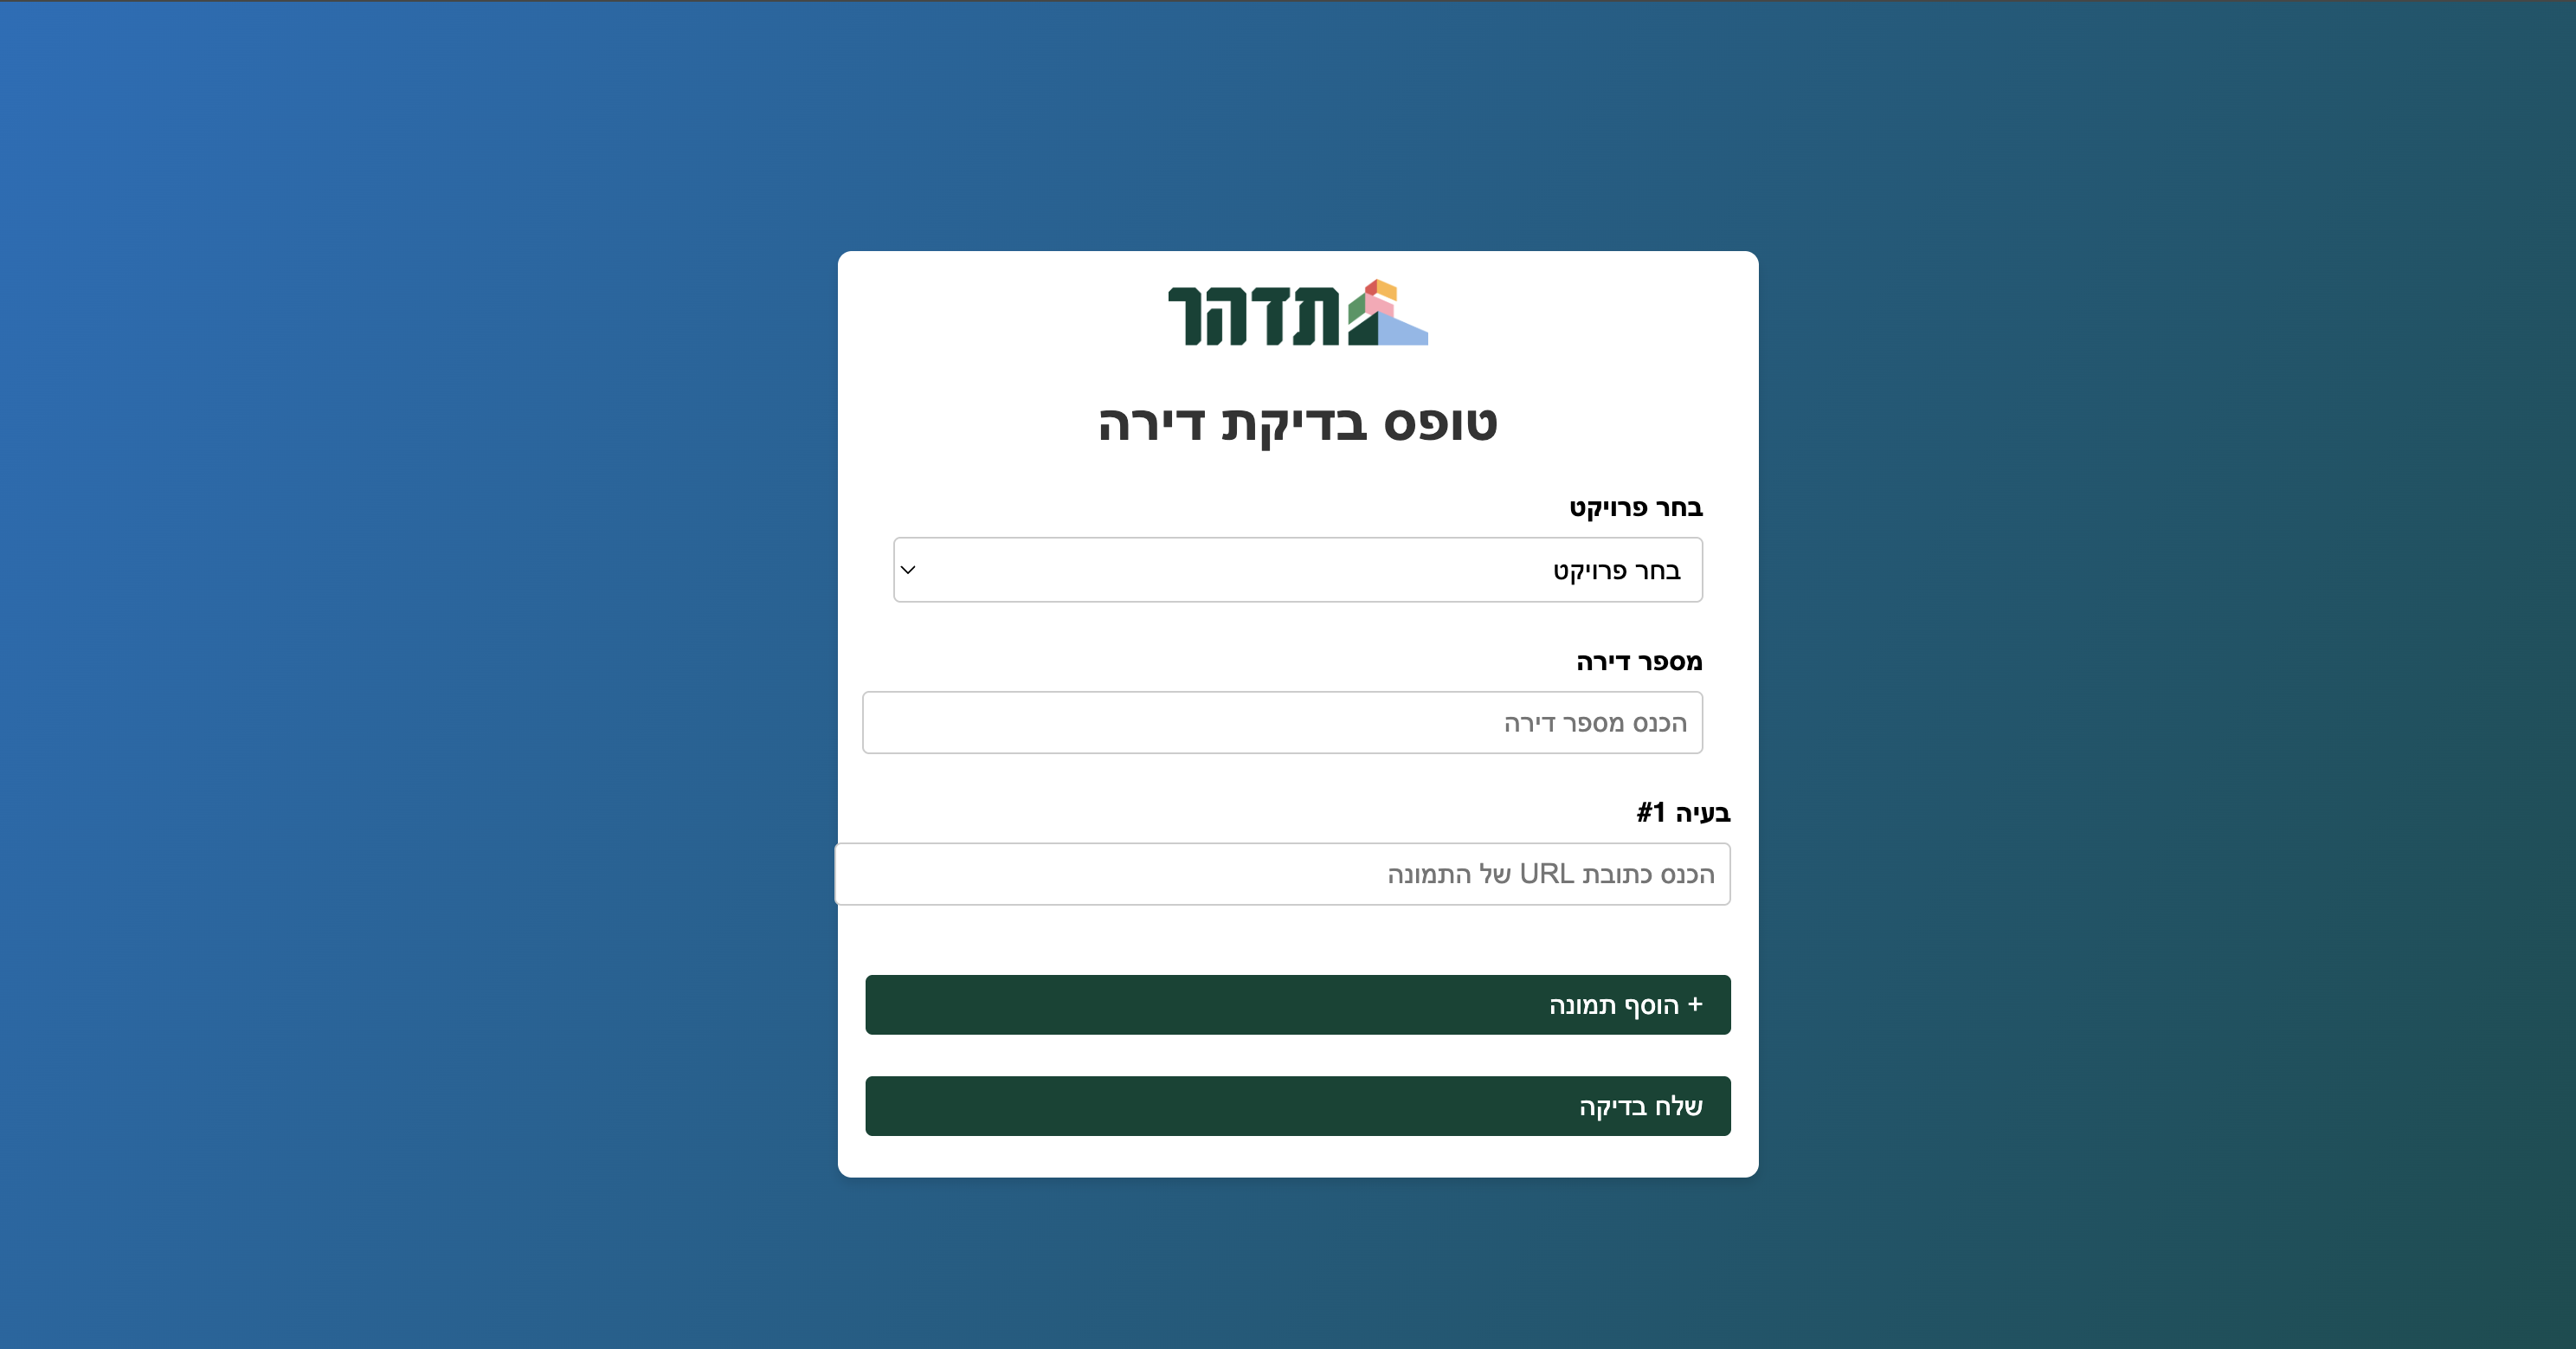 תדהר
טופס בדיקת דירה
בחר פרויקט
בחר פרויקט
מספר דירה
הכנס מספר דירה
בעיה #1
הכנס כתובת URL של התמונה
+ הוסף תמונה
שלח בדיקה